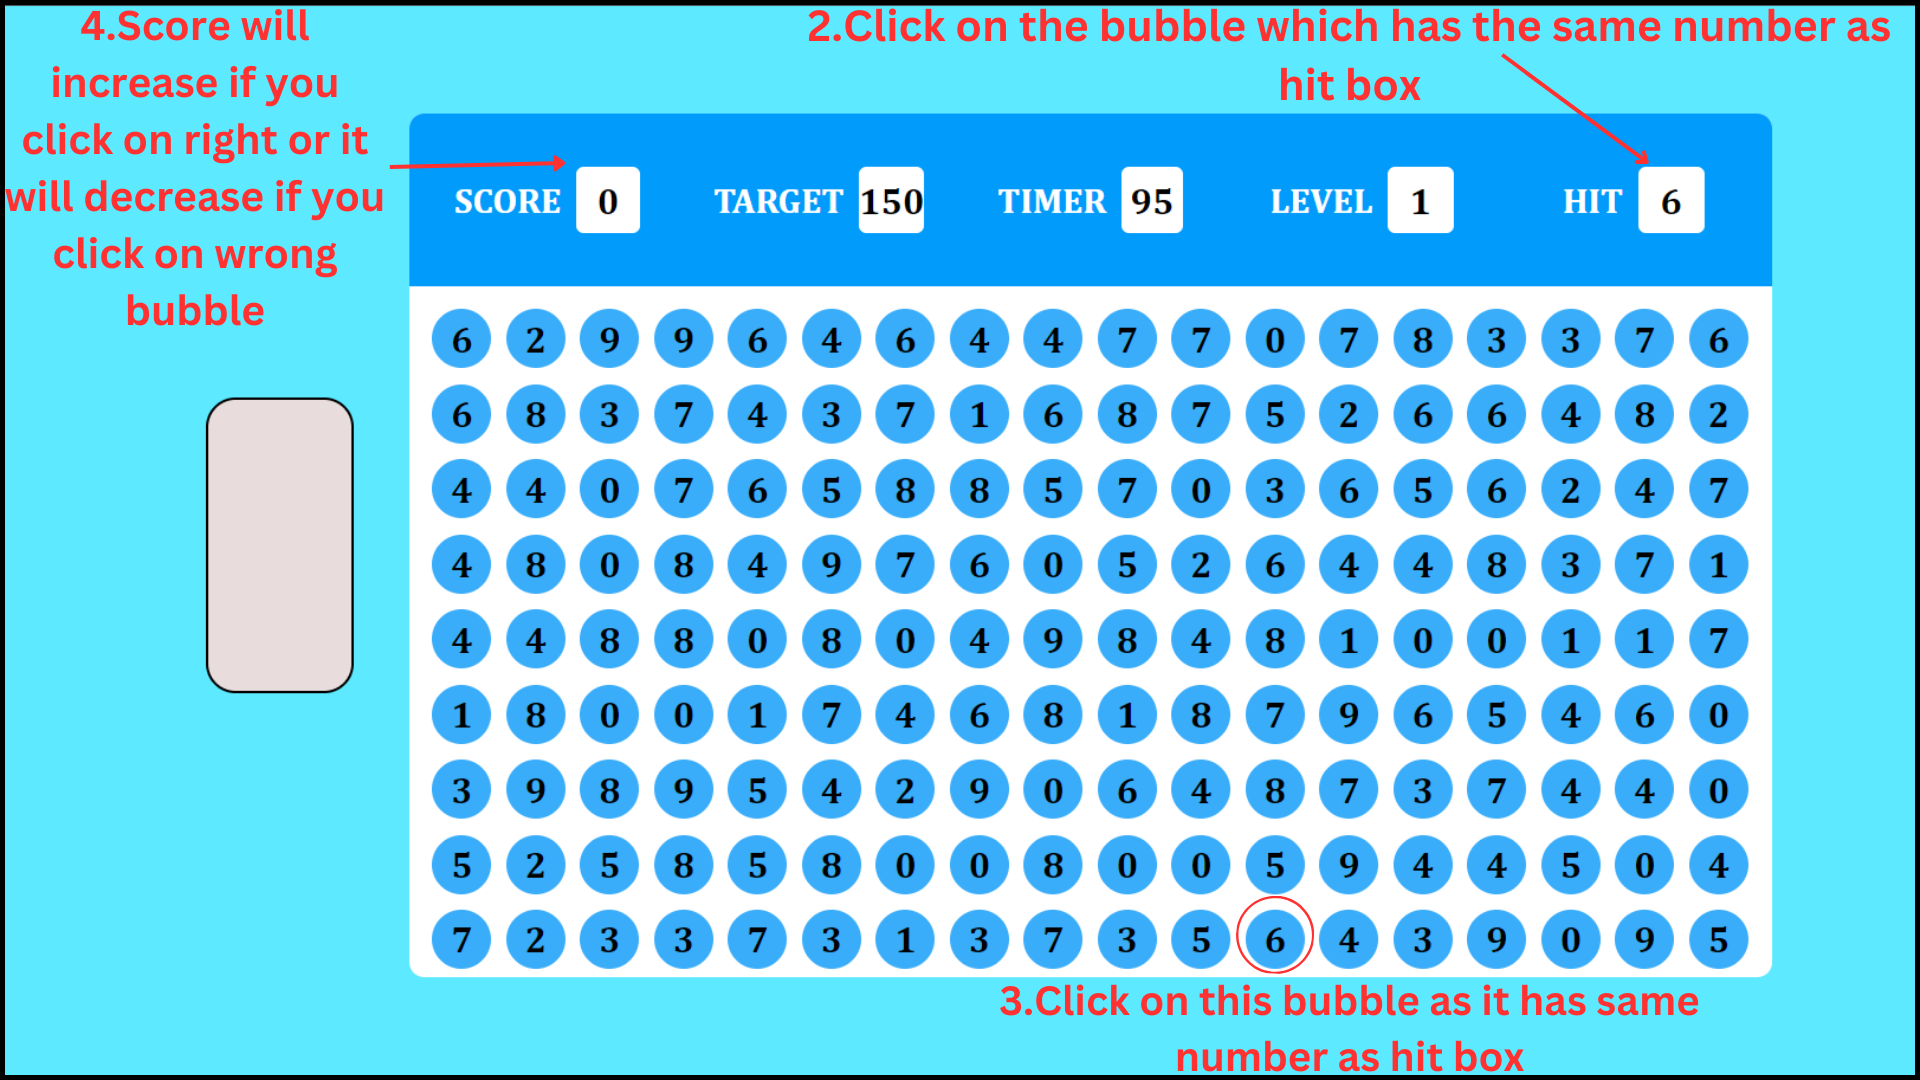 4.Score will
increase if you
click on right or it
will decrease if you
click on wrong
bubble
2.Click on the bubble which has the same number as
hit box
SCORE 0 TARGET 150 TIMER 95 LEVEL 1 HIT 6
6 2 9 9 6 4 6 4 4 7 7 0 7 8 3 3 7 6
6 8 3 7 4 3 7 1 6 8 7 5 2 6 6 4 8 2
4 4 0 7 6 5 8 8 5 7 0 3 6 5 6 2 4 7
4 8 0 8 4 9 7 6 0 5 2 6 4 4 8 3 7 1
4 4 8 8 0 8 0 4 9 8 4 8 1 0 0 1 1 7
1 8 0 0 1 7 4 6 8 1 8 7 9 6 5 4 6 0
3 9 8 9 5 4 2 9 0 6 4 8 7 3 7 4 4 0
5 2 5 8 5 8 0 0 8 0 0 5 9 4 4 5 0 4
7 2 3 3 7 3 1 3 7 3 5 6 4 3 9 0 9 5
3.Click on this bubble as it has same
number as hit box